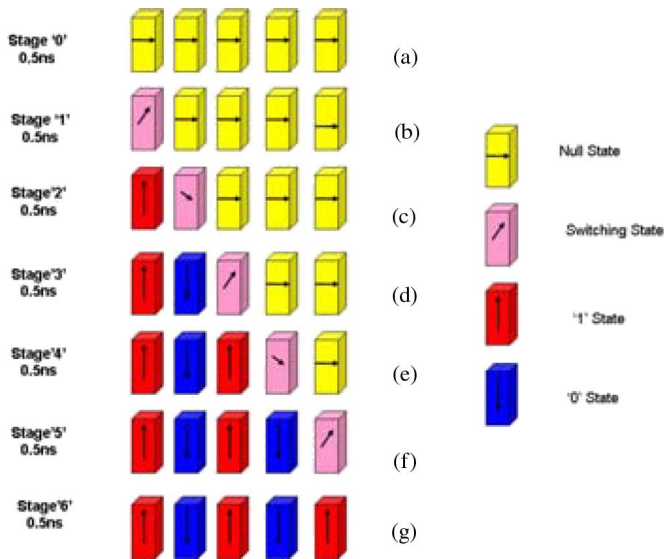 Stage '0'
0.5ns
(a)
Stage '1'
0.5ns
(b)
Null State
Stage'2'
0.5ns
(c)
Switching State
Stage'3'
0.5ns
(d)
'1' State
Stage'4'
0.5ns
(e)
'0' State
Stage'5'
0.5ns
(f)
Stage'6'
0.5ns
(g)